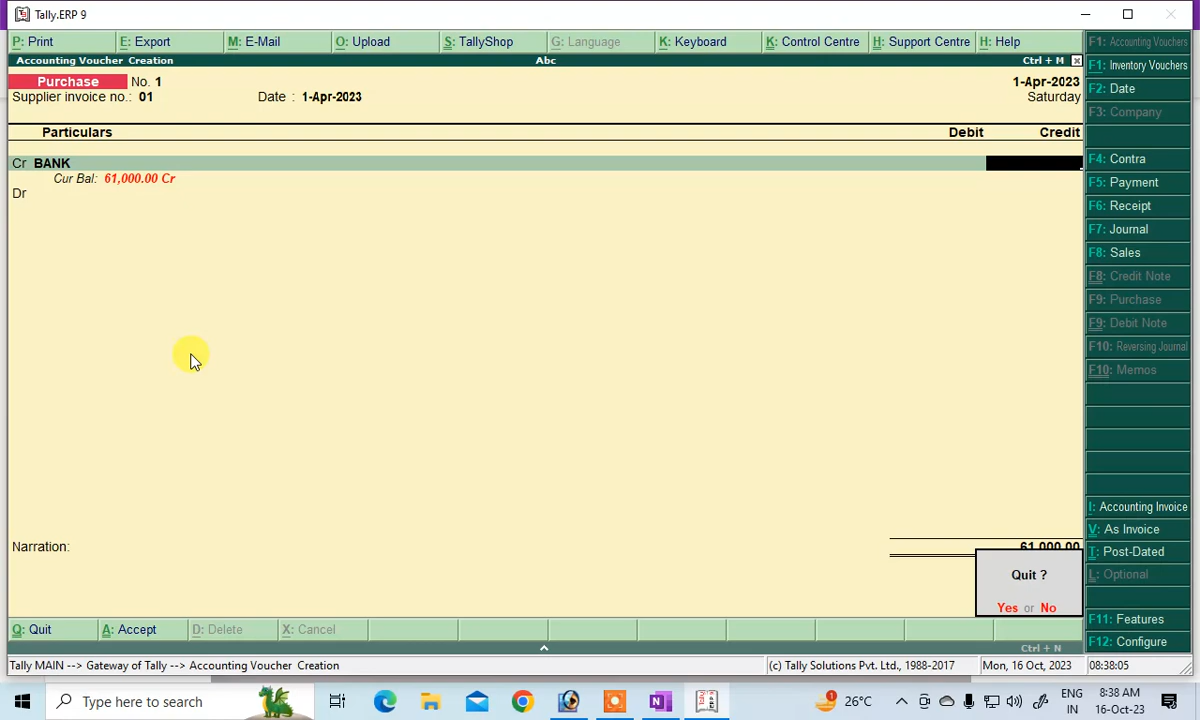 Tally.ERP 9
P: Print E: Export M: E-Mail O: Upload S: TallyShop G: Language K: Keyboard K: Control Centre H: Support Centre H: Help
Accounting Voucher Creation Abc Ctrl + M
Purchase No. 1 1-Apr-2023
Supplier invoice no.: 01 Date : 1-Apr-2023 Saturday
Particulars Debit Credit
Cr BANK
Cur Bal: 61,000.00 Cr
Dr
Narration: 61,000.00
Quit ?
Yes or No
F1: Accounting Vouchers
F1: Inventory Vouchers
F2: Date
F3: Company
F4: Contra
F5: Payment
F6: Receipt
F7: Journal
F8: Sales
F8: Credit Note
F9: Purchase
F9: Debit Note
F10: Reversing Journal
F10: Memos
I: Accounting Invoice
V: As Invoice
T: Post-Dated
L: Optional
F11: Features
F12: Configure
Q: Quit A: Accept D: Delete X: Cancel
Ctrl + N
Tally MAIN --> Gateway of Tally --> Accounting Voucher Creation (c) Tally Solutions Pvt. Ltd., 1988-2017 Mon, 16 Oct, 2023 08:38:05
Type here to search 1 26°C ENG IN 8:38 AM 16-Oct-23